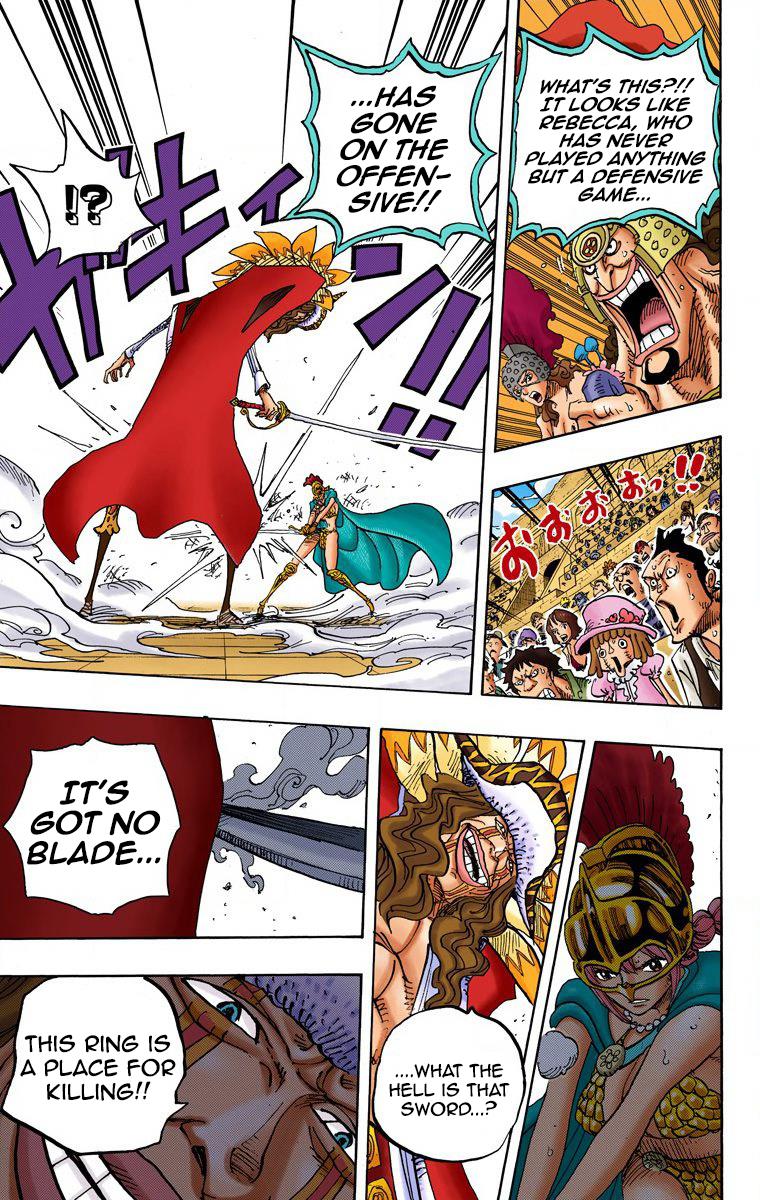 WHAT'S THIS?!!
IT LOOKS LIKE
REBECCA, WHO
HAS NEVER
PLAYED ANYTHING
BUT A DEFENSIVE
GAME...
...HAS
GONE
ON THE
OFFEN-
SIVE!!
!?
ガギィン!!
おおおおっ!!
....WHAT THE
HELL IS THAT
SWORD...?
IT'S
GOT NO
BLADE...
THIS RING IS
A PLACE FOR
KILLING!!